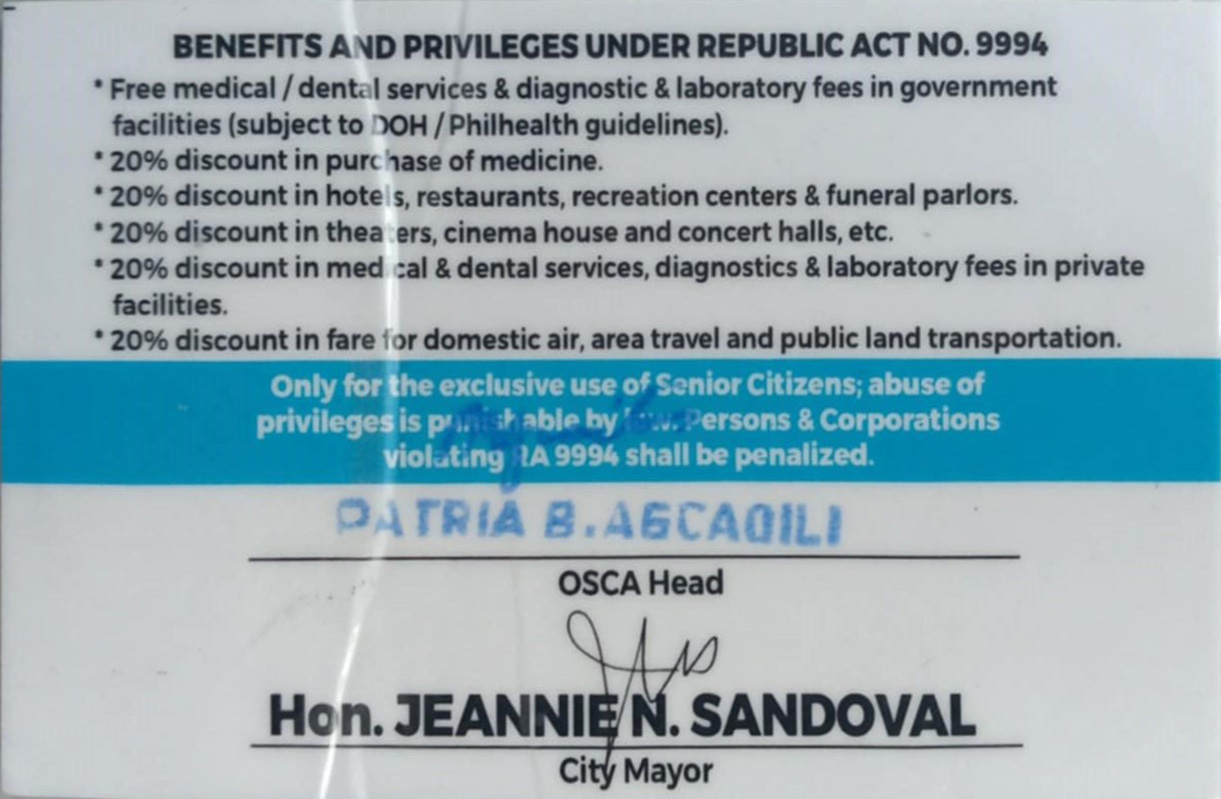 BENEFITS AND PRIVILEGES UNDER REPUBLIC ACT NO. 9994
* Free medical / dental services & diagnostic & laboratory fees in government
facilities (subject to DOH / Philhealth guidelines).
* 20% discount in purchase of medicine.
* 20% discount in hotels, restaurants, recreation centers & funeral parlors.
* 20% discount in theaters, cinema house and concert halls, etc.
* 20% discount in medical & dental services, diagnostics & laboratory fees in private
facilities.
* 20% discount in fare for domestic air, area travel and public land transportation.
Only for the exclusive use of Senior Citizens; abuse of
privileges is punishable by law. Persons & Corporations
violating RA 9994 shall be penalized.
PATRIA B. AGCAOILI
OSCA Head
Hon. JEANNIE N. SANDOVAL
City Mayor